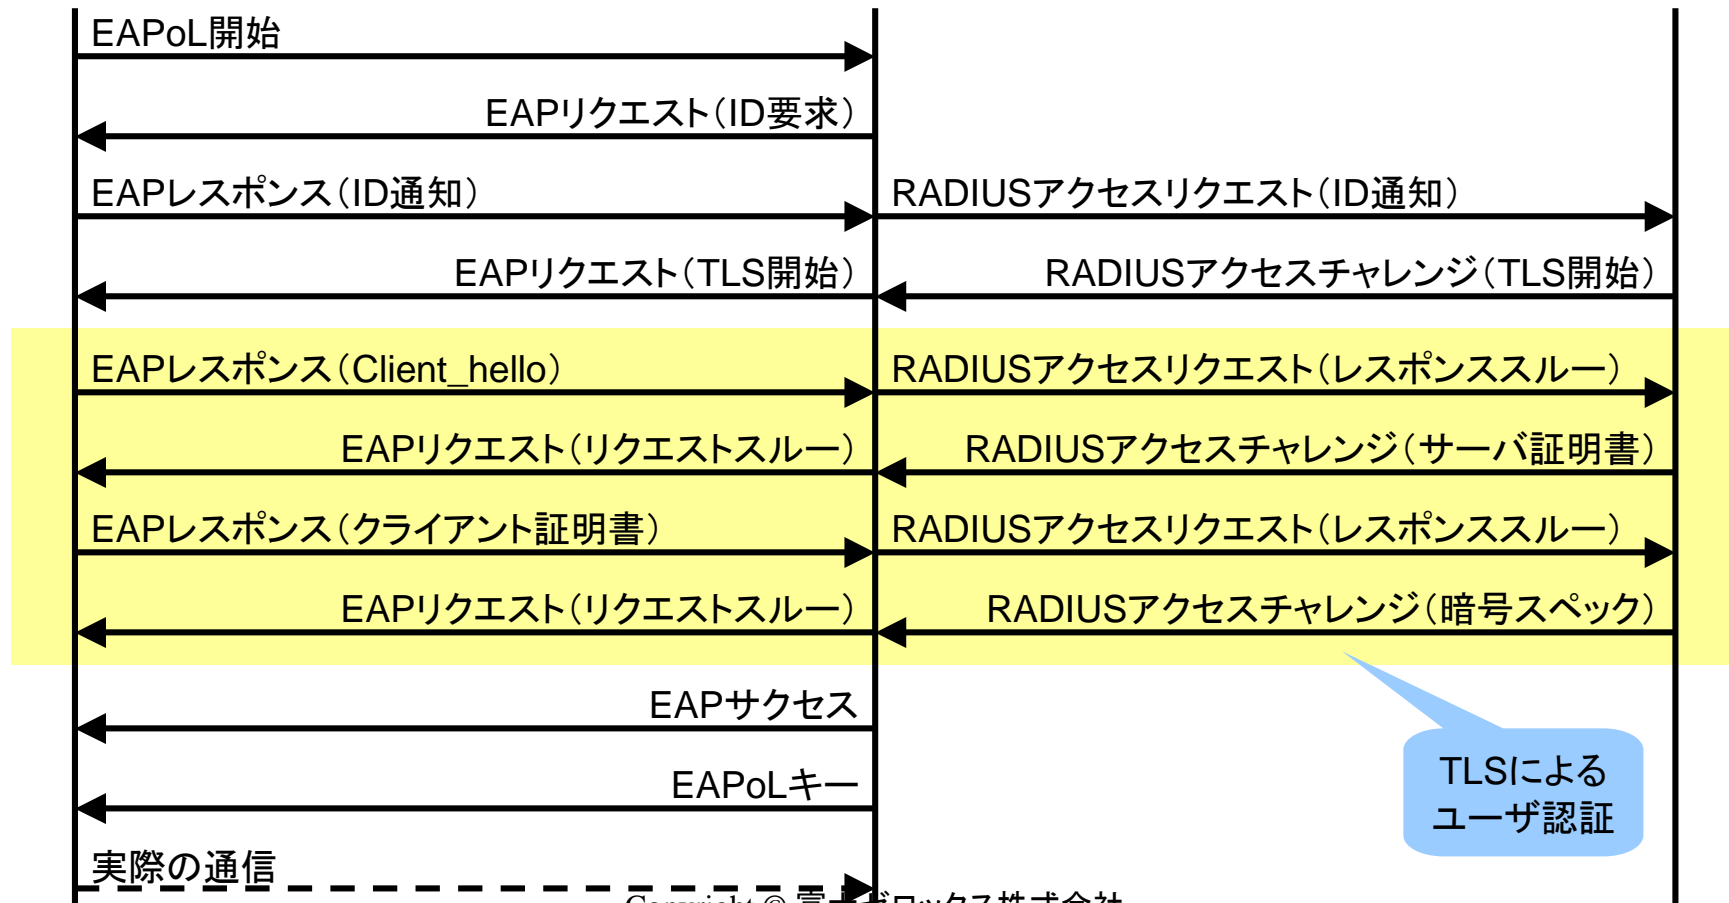 EAPoL開始
EAPリクエスト（ID要求）
EAPレスポンス（ID通知）
RADIUSアクセスリクエスト（ID通知）
EAPリクエスト（TLS開始）
RADIUSアクセスチャレンジ（TLS開始）
EAPレスポンス（Client_hello）
RADIUSアクセスリクエスト（レスポンススルー）
EAPリクエスト（リクエストスルー）
RADIUSアクセスチャレンジ（サーバ証明書）
EAPレスポンス（クライアント証明書）
RADIUSアクセスリクエスト（レスポンススルー）
EAPリクエスト（リクエストスルー）
RADIUSアクセスチャレンジ（暗号スペック）
EAPサクセス
EAPoLキー
TLSによる
ユーザ認証
実際の通信
Copyright © 富士ゼロックス株式会社